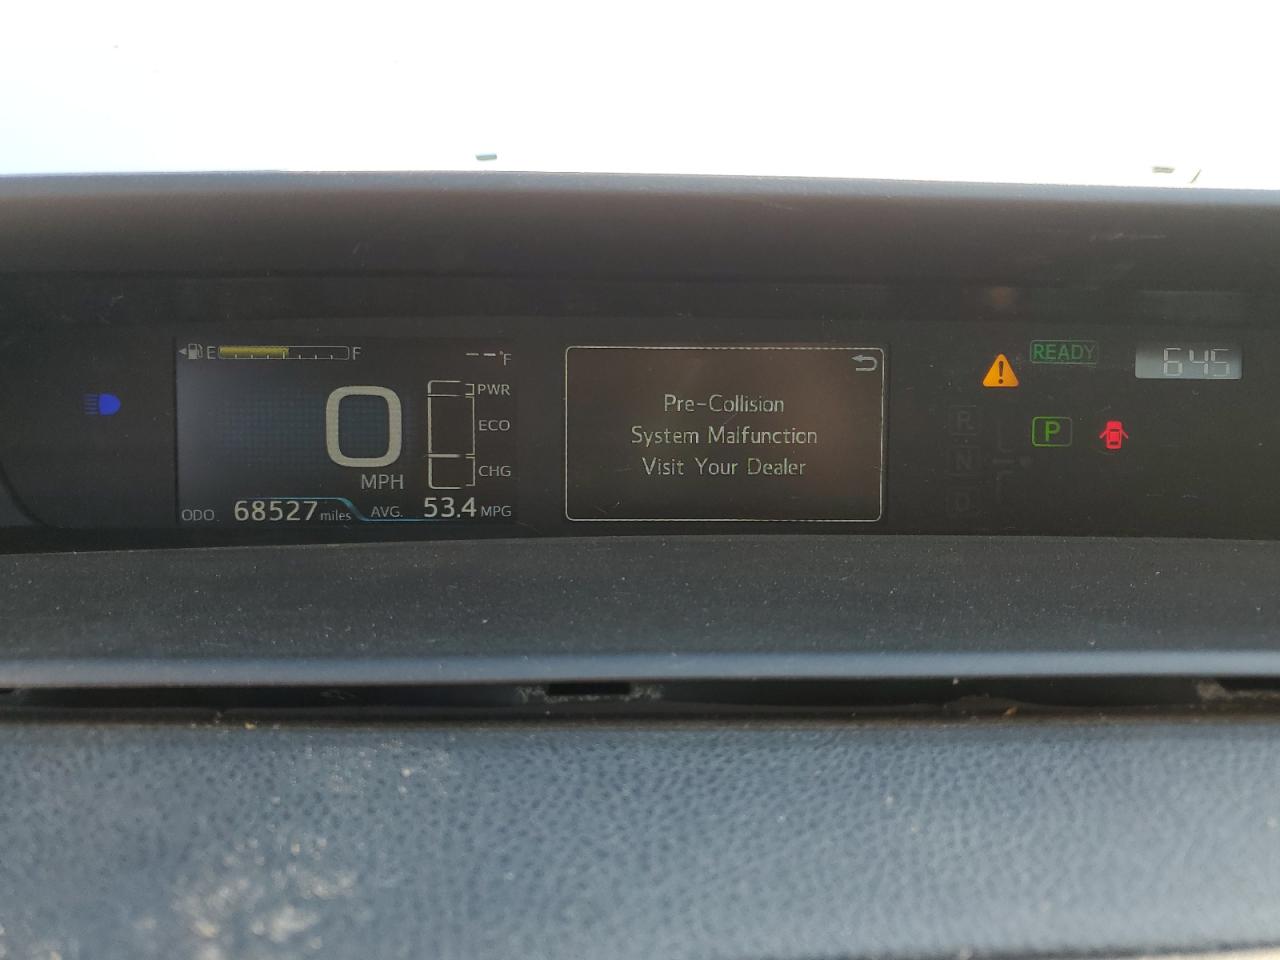 E F
--°F
0
MPH
PWR
ECO
CHG
ODO. 68527 miles
AVG. 53.4 MPG
Pre-Collision
System Malfunction
Visit Your Dealer
READY
645
R
N
D
P